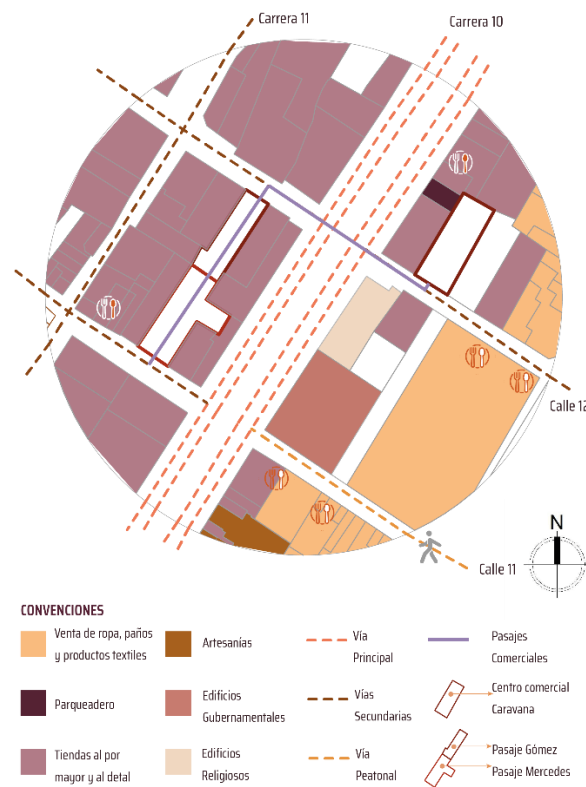 Carrera 11
Carrera 10
Calle 12
N
Calle 11
CONVENCIONES
Venta de ropa, paños
y productos textiles
Artesanías
Vía
Principal
Pasajes
Comerciales
Parqueadero
Edificios
Gubernamentales
Vías
Secundarias
Centro comercial
Caravana
Tiendas al por
mayor y al detal
Edificios
Religiosos
Vía
Peatonal
Pasaje Gómez
Pasaje Mercedes